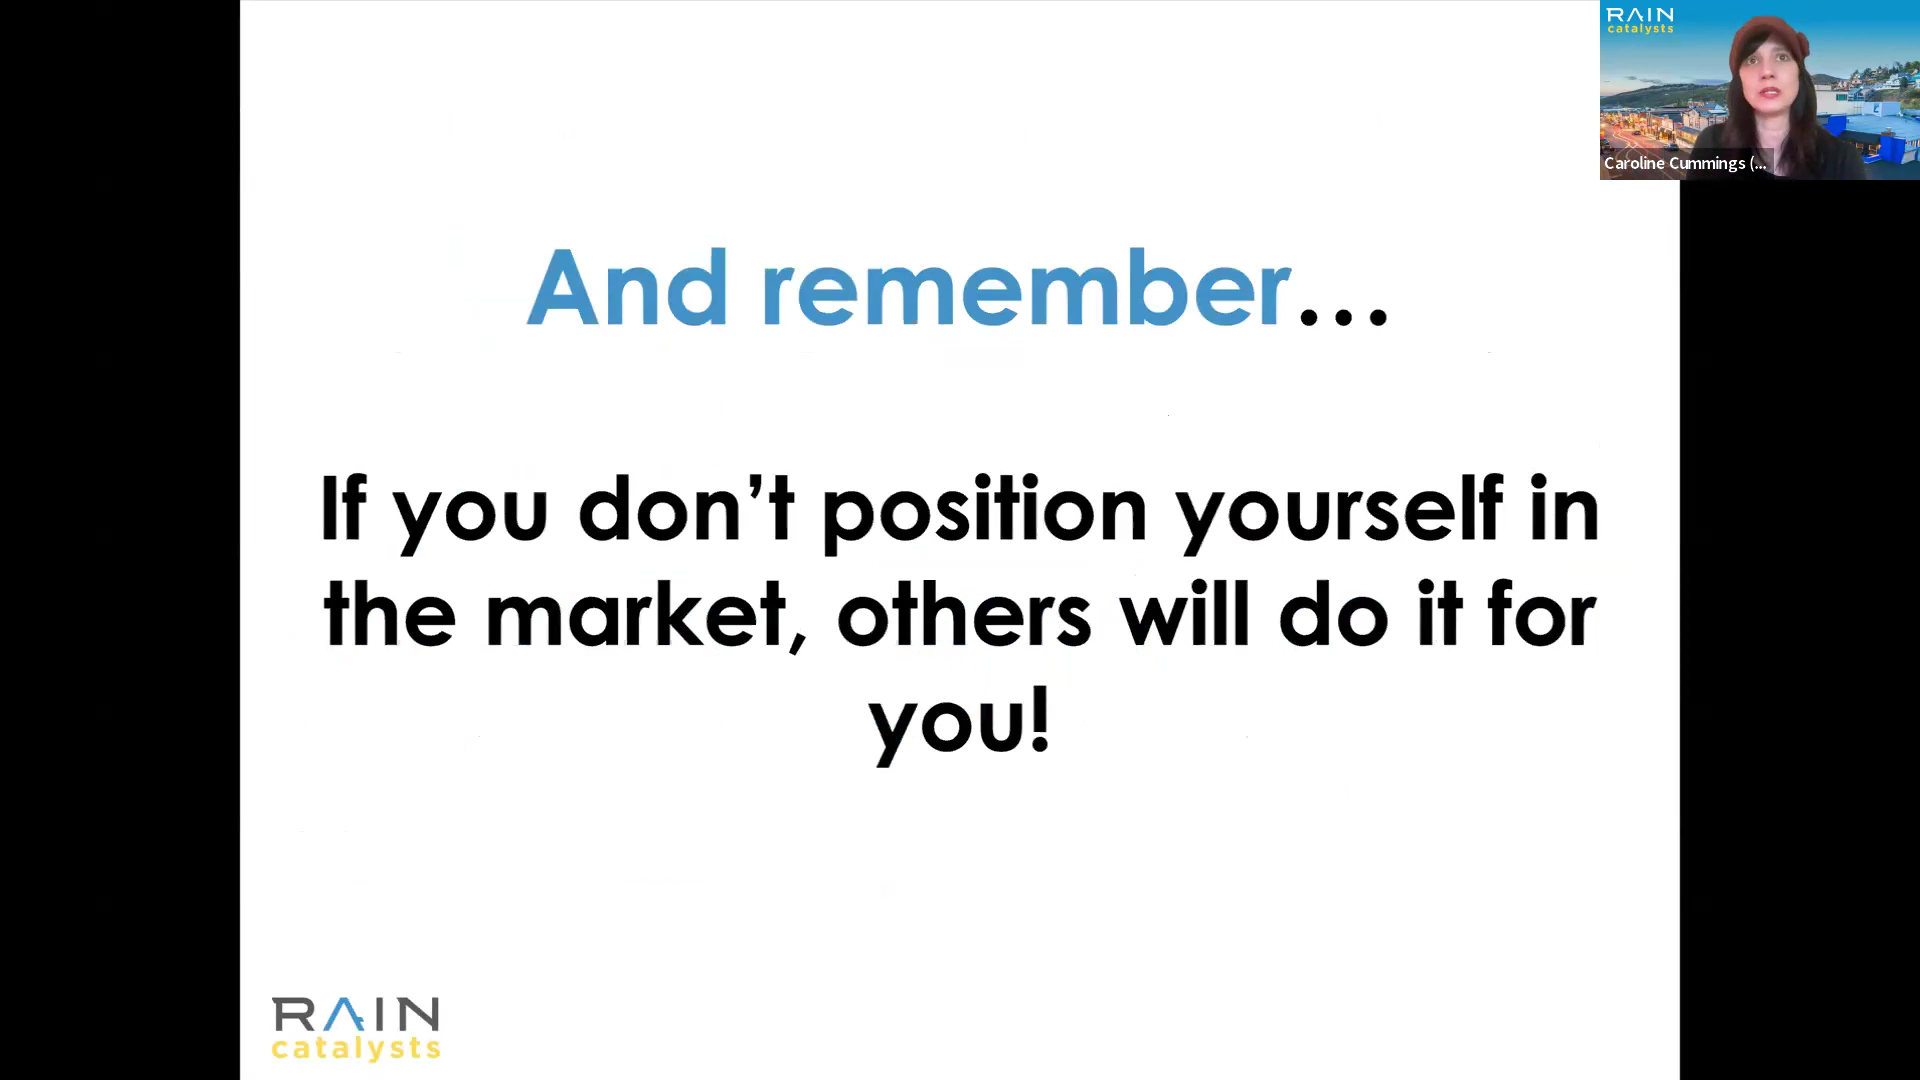 RAIN
catalysts
Caroline Cummings (...
And remember...
If you don’t position yourself in
the market, others will do it for
you!
RAIN
catalysts